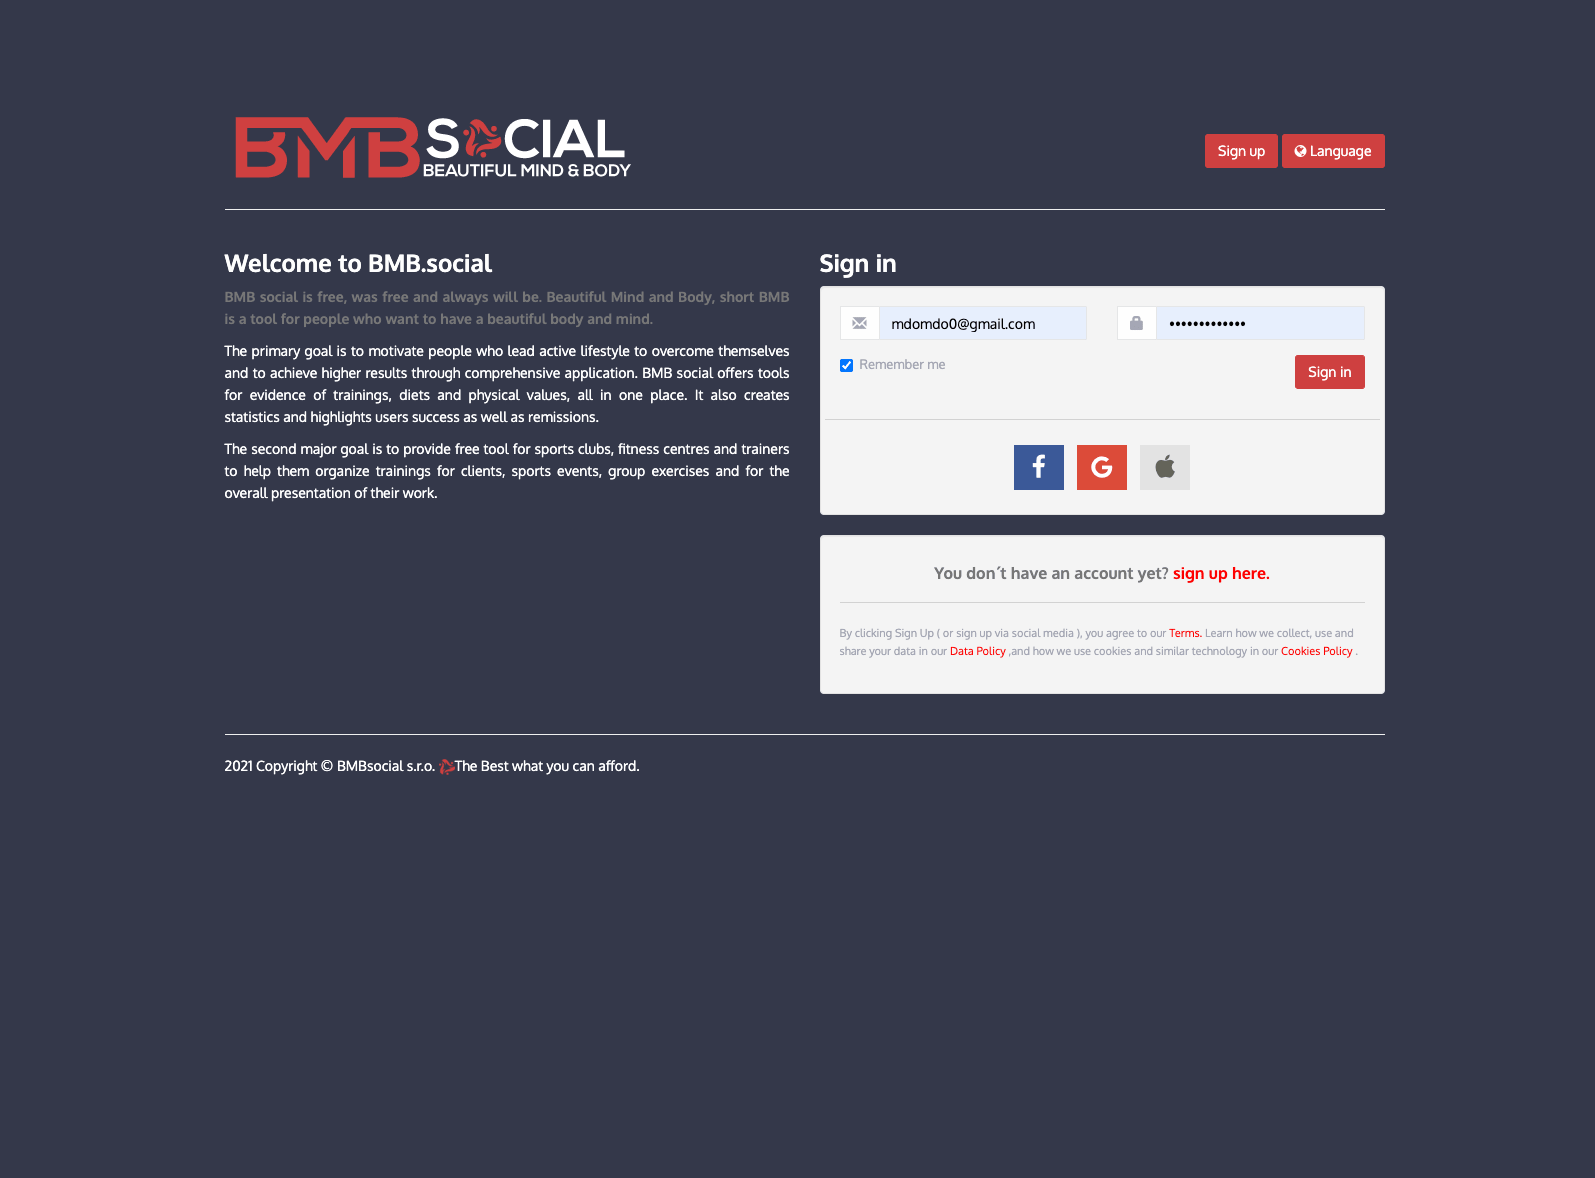 BMBSOCIAL
BEAUTIFUL MIND & BODY
Sign up
Language
Welcome to BMB.social
BMB social is free, was free and always will be. Beautiful Mind and Body, short BMB
is a tool for people who want to have a beautiful body and mind.
The primary goal is to motivate people who lead active lifestyle to overcome themselves
and to achieve higher results through comprehensive application. BMB social offers tools
for evidence of trainings, diets and physical values, all in one place. It also creates
statistics and highlights users success as well as remissions.
The second major goal is to provide free tool for sports clubs, fitness centres and trainers
to help them organize trainings for clients, sports events, group exercises and for the
overall presentation of their work.
Sign in
mdomdo0@gmail.com
•••••••••••••
Remember me
Sign in
You don´t have an account yet? sign up here.
By clicking Sign Up ( or sign up via social media ), you agree to our Terms. Learn how we collect, use and
share your data in our Data Policy ,and how we use cookies and similar technology in our Cookies Policy .
2021 Copyright © BMBsocial s.r.o. The Best what you can afford.